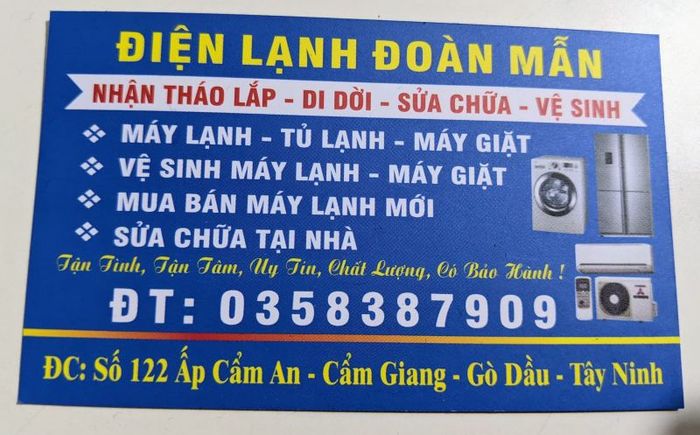 ĐIỆN LẠNH ĐOÀN MẪN
NHẬN THÁO LẮP - DI DỜI - SỬA CHỮA - VỆ SINH
❖ MÁY LẠNH - TỦ LẠNH - MÁY GIẶT
❖ VỆ SINH MÁY LẠNH - MÁY GIẶT
❖ MUA BÁN MÁY LẠNH MỚI
❖ SỬA CHỮA TẠI NHÀ
Tận Tình, Tận Tâm, Uy Tín, Chất Lượng, Có Bảo Hành !
ĐT: 0358387909
ĐC: Số 122 Ấp Cẩm An - Cẩm Giang - Gò Dầu - Tây Ninh